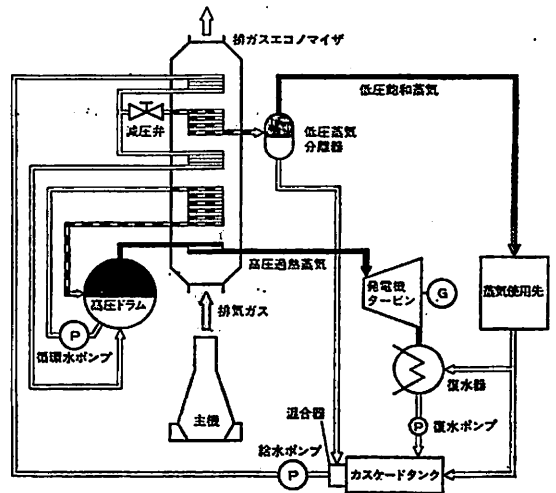 排ガスエコノマイザ
低圧飽和蒸気
減圧弁
低圧蒸気
分離器
高圧過熱蒸気
高圧ドラム
P
循環水ポンプ
排気ガス
主機
発電機
タービン
G
蒸気使用先
復水器
P
復水ポンプ
混合器
給水ポンプ
P
カスケードタンク